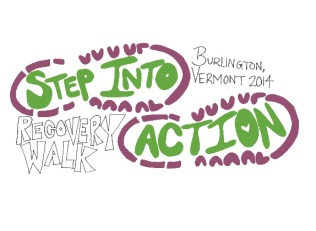 STEP INTO
BURLINGTON,
VERMONT 2014
RECOVERY
WALK
ACTION